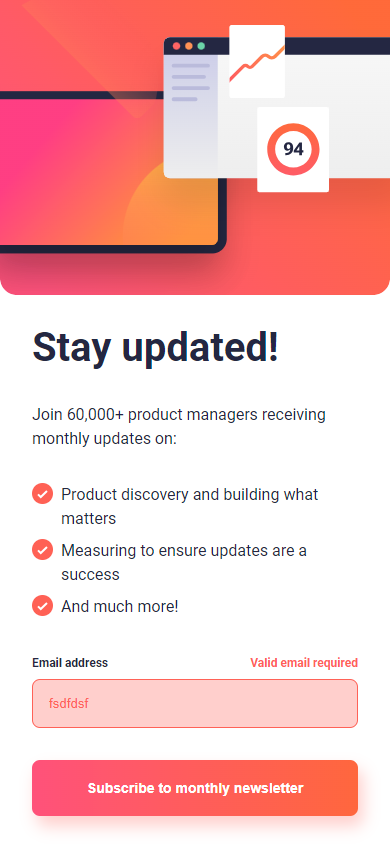 94
Stay updated!
Join 60,000+ product managers receiving
monthly updates on:
Product discovery and building what
matters
Measuring to ensure updates are a
success
And much more!
Email address
Valid email required
fsdfdsf
Subscribe to monthly newsletter